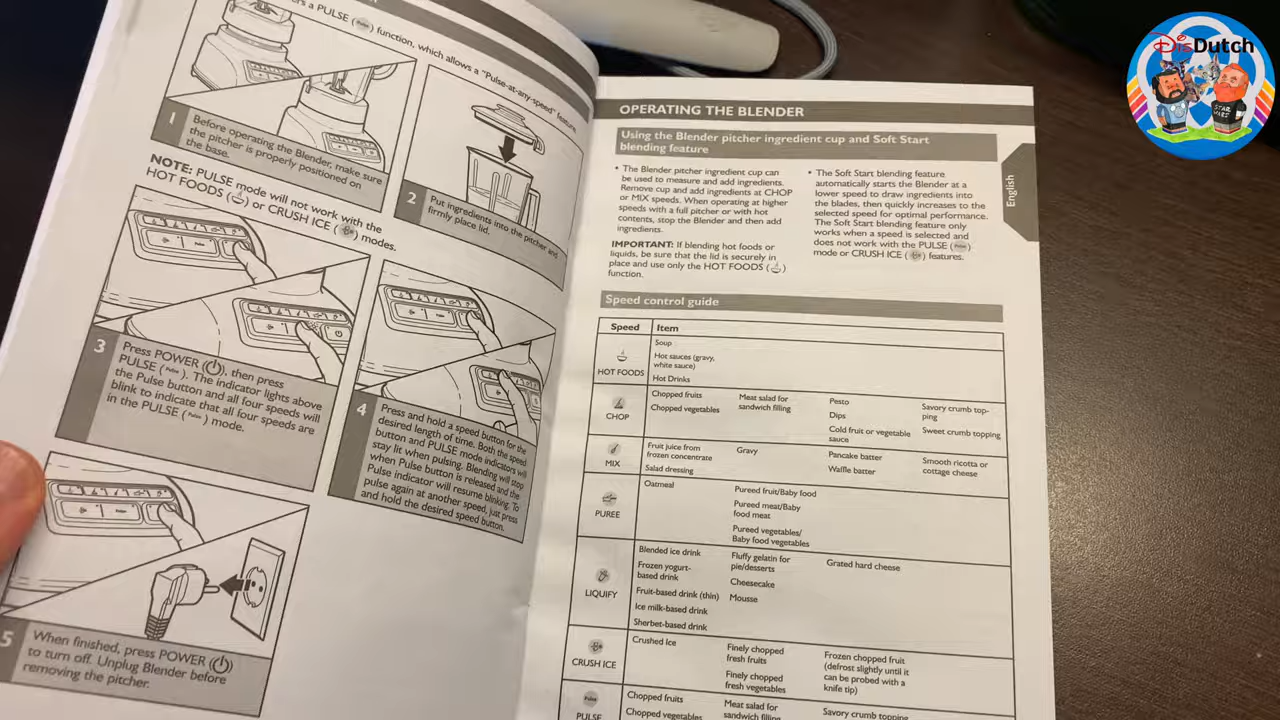 rs a PULSE (Pulse) function, which allows a "Pulse-at-any-speed" feature.
1
Before operating the Blender, make sure
the pitcher is properly positioned on
the base.
2
Put ingredients into the pitcher and
firmly place lid.
NOTE: PULSE mode will not work with the
HOT FOODS ( ) or CRUSH ICE ( ) modes.
3
Press POWER ( ), then press
PULSE (Pulse). The indicator lights above
the Pulse button and all four speeds will
blink to indicate that all four speeds are
in the PULSE (Pulse) mode.
4
Press and hold a speed button for the
desired length of time. Both the speed
button and PULSE mode indicators will
stay lit when pulsing. Blending will stop
when Pulse button is released and the
Pulse indicator will resume blinking. To
pulse again at another speed, just press
and hold the desired speed button.
5
When finished, press POWER ( )
to turn off. Unplug Blender before
removing the pitcher.
OPERATING THE BLENDER
Using the Blender pitcher ingredient cup and Soft Start
blending feature
• The Blender pitcher ingredient cup can
be used to measure and add ingredients.
Remove cup and add ingredients at CHOP
or MIX speeds. When operating at higher
speeds with a full pitcher or with hot
contents, stop the Blender and then add
ingredients.
IMPORTANT: If blending hot foods or
liquids, be sure that the lid is securely in
place and use only the HOT FOODS ( )
function.
• The Soft Start blending feature
automatically starts the Blender at a
lower speed to draw ingredients into
the blades, then quickly increases to the
selected speed for optimal performance.
The Soft Start blending feature only
works when a speed is selected and
does not work with the PULSE (Pulse)
mode or CRUSH ICE ( ) features.
English
Speed control guide
Speed Item
HOT FOODS
Soup
Hot sauces (gravy,
white sauce)
Hot Drinks
CHOP
Chopped fruits
Chopped vegetables
Meat salad for
sandwich filling
Pesto
Dips
Cold fruit or vegetable
sauce
Savory crumb top-
ping
Sweet crumb topping
MIX
Fruit juice from
frozen concentrate
Salad dressing
Gravy
Pancake batter
Waffle batter
Smooth ricotta or
cottage cheese
PUREE
Oatmeal
Pureed fruit/Baby food
Pureed meat/Baby
food meat
Pureed vegetables/
Baby food vegetables
LIQUIFY
Blended ice drink
Frozen yogurt-
based drink
Fruit-based drink (thin)
Ice milk-based drink
Sherbet-based drink
Fluffy gelatin for
pie/desserts
Cheesecake
Mousse
Grated hard cheese
CRUSH ICE
Crushed Ice
Finely chopped
fresh fruits
Finely chopped
fresh vegetables
Frozen chopped fruit
(defrost slightly until it
can be probed with a
knife tip)
Pulse
PULSE
Chopped fruits
Chopped vegetables
Meat salad for
sandwich filling
Savory crumb topping
DisDutch
STAR
WARS